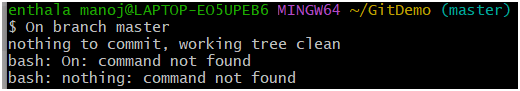 enthala manoj@LAPTOP-EO5UPEB6 MINGW64 ~/GitDemo (master)
$ On branch master
nothing to commit, working tree clean
bash: On: command not found
bash: nothing: command not found